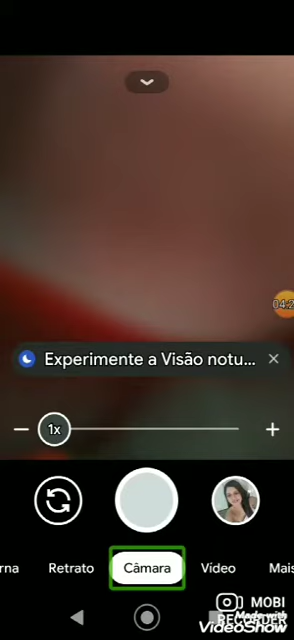 04:2
Experimente a Visão notu...
1x
rna Retrato Câmara Vídeo Mais
MOBI
RECORDER
Made with
VideoShow